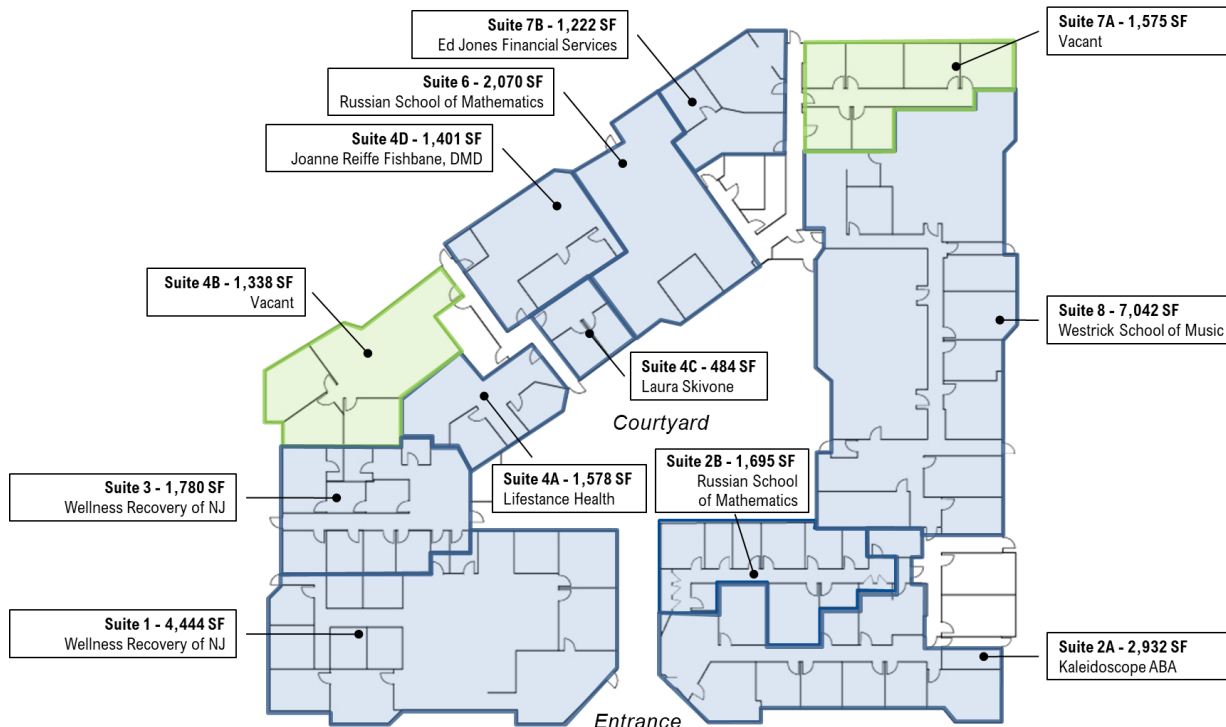 Suite 7B - 1,222 SF
Ed Jones Financial Services
Suite 7A - 1,575 SF
Vacant
Suite 6 - 2,070 SF
Russian School of Mathematics
Suite 4D - 1,401 SF
Joanne Reiffe Fishbane, DMD
Suite 4B - 1,338 SF
Vacant
Suite 8 - 7,042 SF
Westrick School of Music
Suite 4C - 484 SF
Laura Skivone
Courtyard
Suite 3 - 1,780 SF
Wellness Recovery of NJ
Suite 4A - 1,578 SF
Lifestance Health
Suite 2B - 1,695 SF
Russian School
of Mathematics
Suite 1 - 4,444 SF
Wellness Recovery of NJ
Suite 2A - 2,932 SF
Kaleidoscope ABA
Entrance